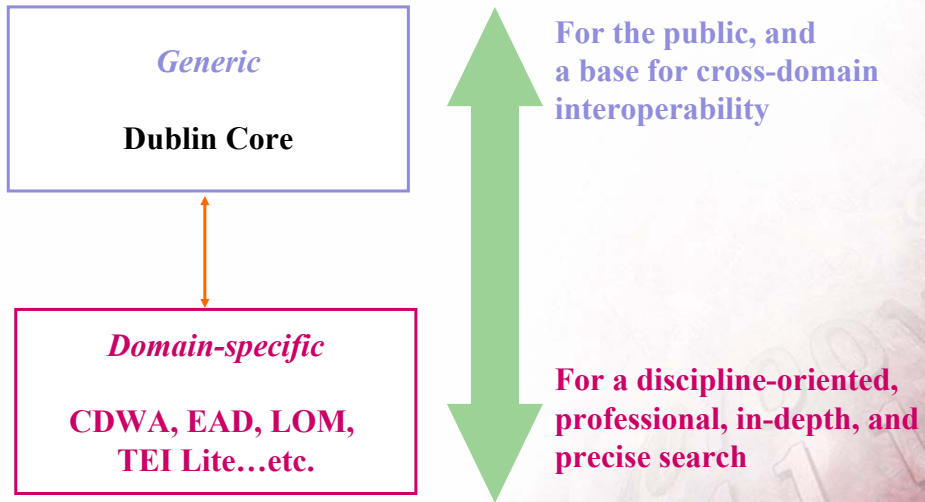 Generic
Dublin Core
For the public, and
a base for cross-domain
interoperability
Domain-specific
CDWA, EAD, LOM,
TEI Lite…etc.
For a discipline-oriented,
professional, in-depth, and
precise search